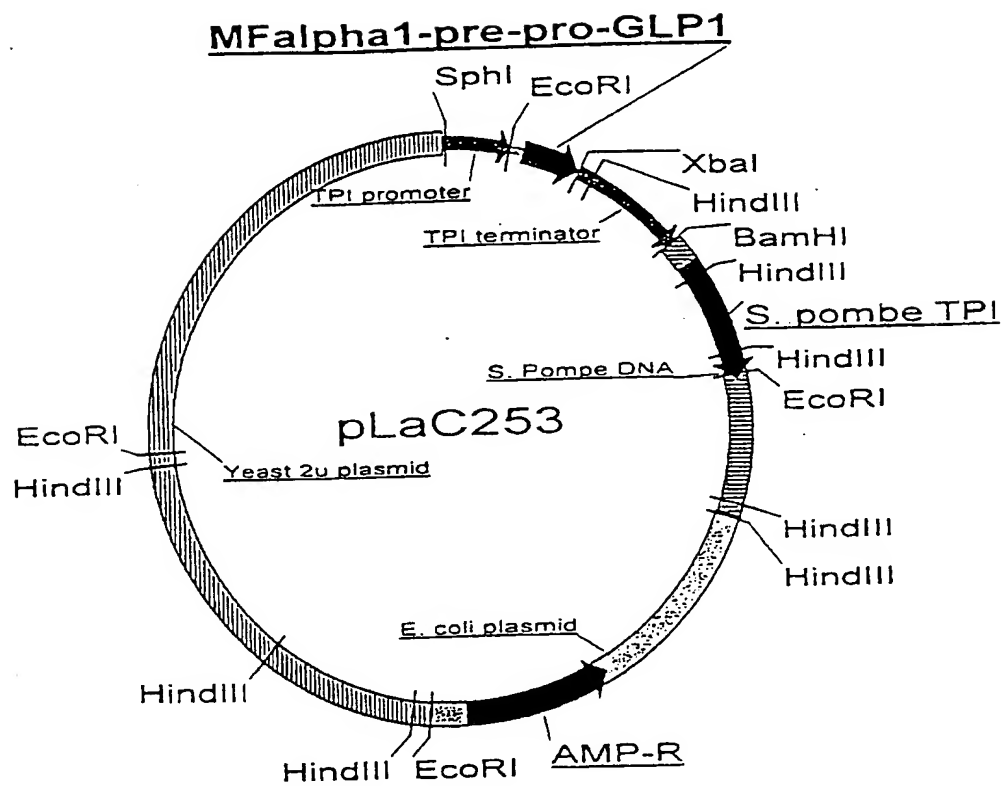 MFalpha1-pre-pro-GLP1
SphI
EcoRI
XbaI
TPI promoter
HindIII
TPI terminator
BamHI
HindIII
S. pombe TPI
HindIII
S. Pompe DNA
EcoRI
pLaC253
EcoRI
Yeast 2u plasmid
HindIII
HindIII
HindIII
E. coli plasmid
HindIII
AMP-R
HindIII
EcoRI